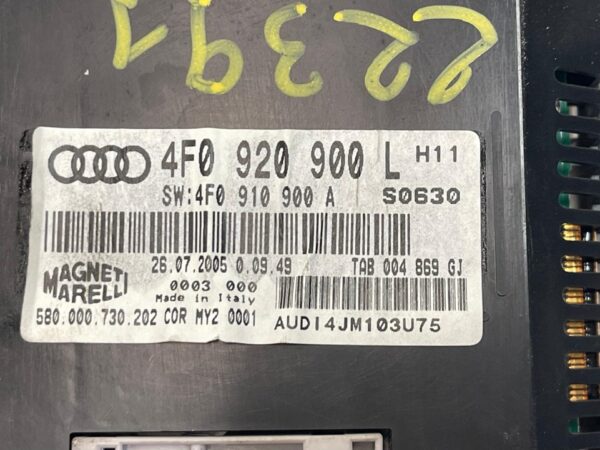 4F0 920 900 L H11
SW:4F0 910 900 A S0630
26.07.2005 0.09.49 TAB 004 869 GJ
MAGNETI
MARELLI
0003 000
Made in Italy
580.000.730.202 COR MY2 0001
AUDI4JM103U75